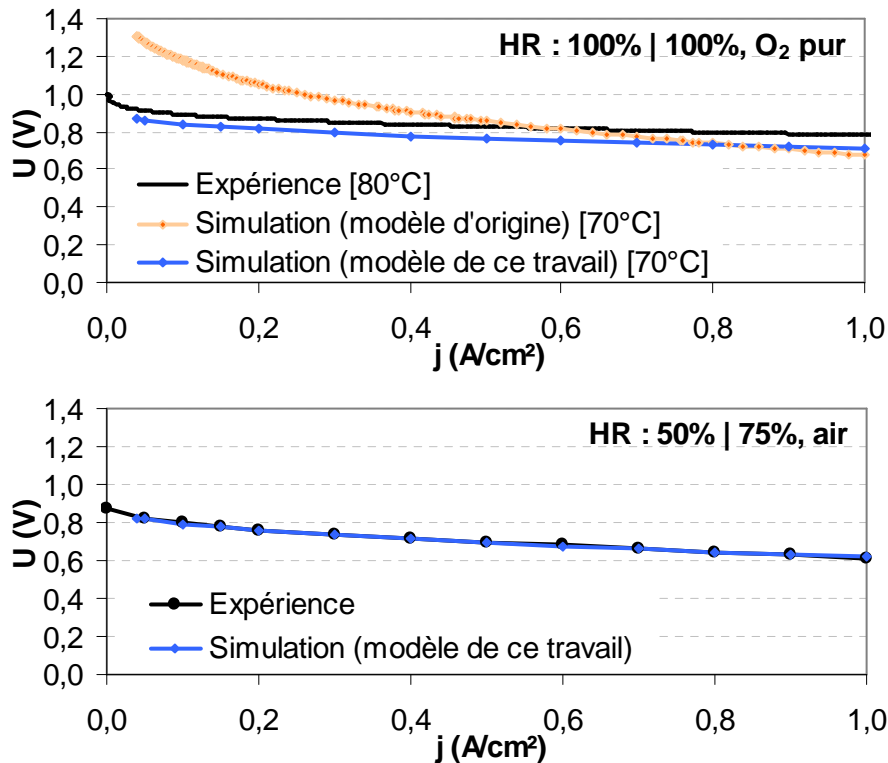 HR : 100% | 100%, O₂ pur
1,4
1,2
1,0
0,8
0,6
0,4
0,2
0,0
U (V)
Expérience [80°C]
Simulation (modèle d'origine) [70°C]
Simulation (modèle de ce travail) [70°C]
0,0 0,2 0,4 0,6 0,8 1,0
j (A/cm²)
HR : 50% | 75%, air
1,4
1,2
1,0
0,8
0,6
0,4
0,2
0,0
U (V)
Expérience
Simulation (modèle de ce travail)
0,0 0,2 0,4 0,6 0,8 1,0
j (A/cm²)